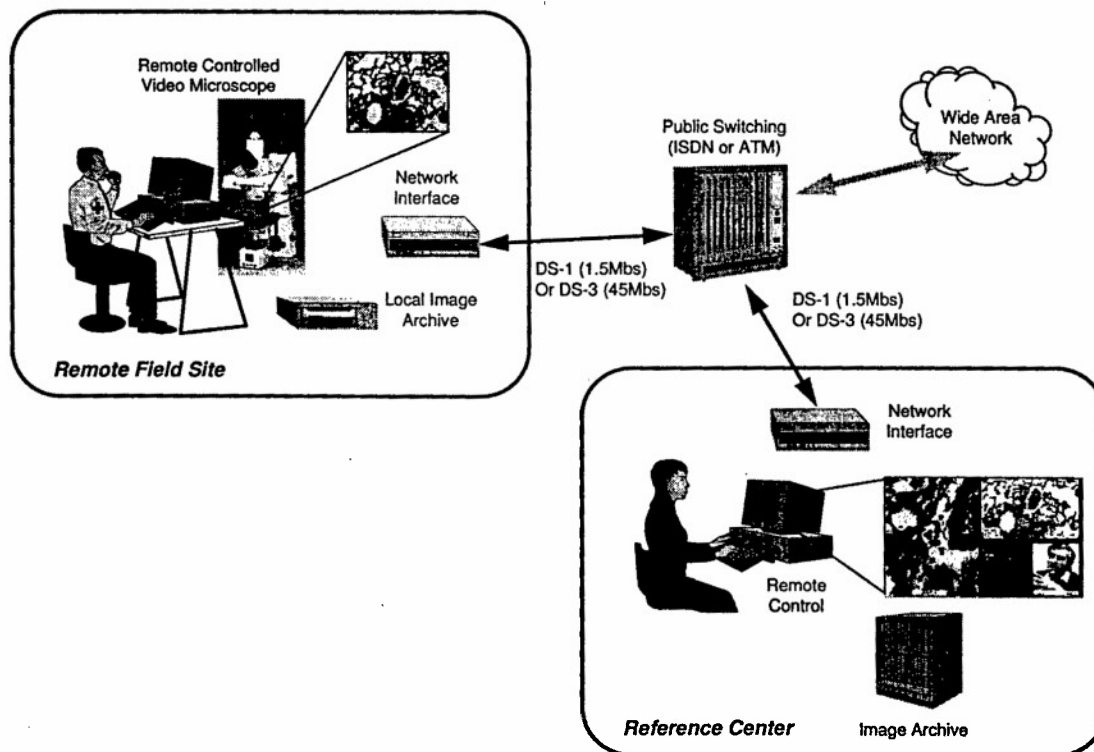 Remote Controlled
Video Microscope
Network
Interface
Local Image
Archive
Remote Field Site
DS-1 (1.5Mbs)
Or DS-3 (45Mbs)
Public Switching
(ISDN or ATM)
Wide Area
Network
DS-1 (1.5Mbs)
Or DS-3 (45Mbs)
Network
Interface
Remote
Control
Reference Center
Image Archive